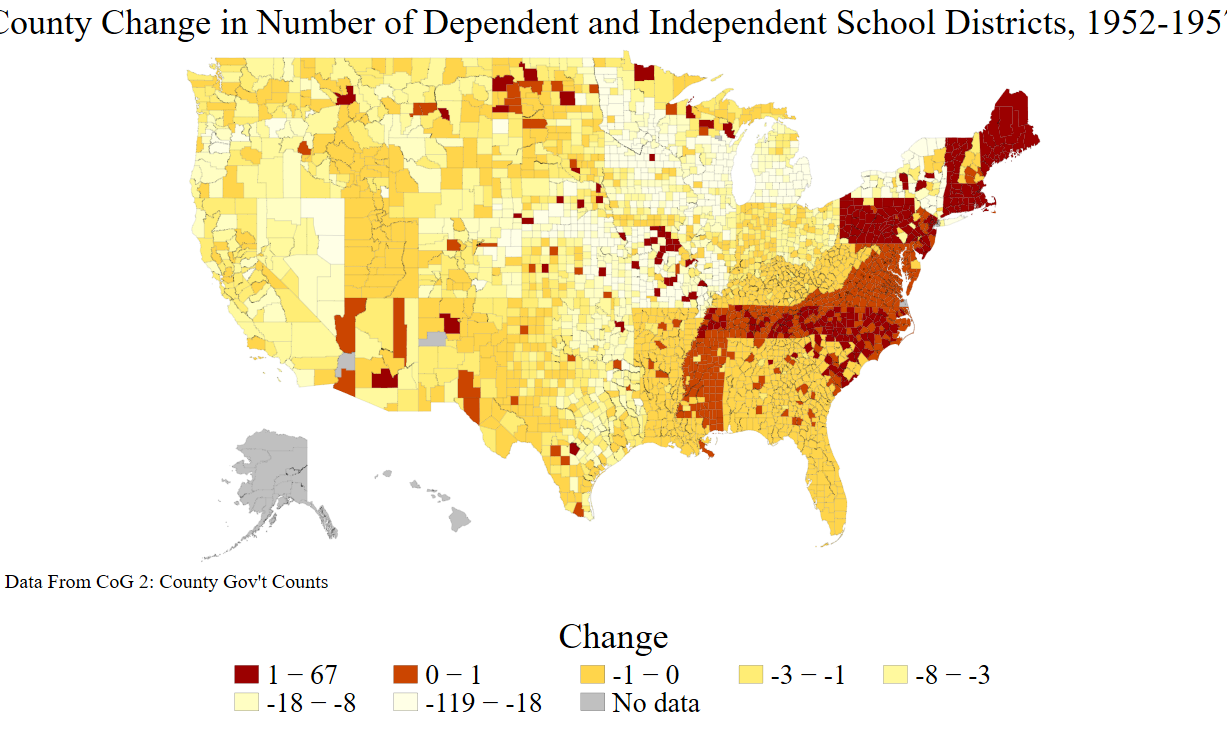 County Change in Number of Dependent and Independent School Districts, 1952-195
Data From CoG 2: County Gov't Counts
Change
1 − 67 0 − 1 -1 − 0 -3 − -1 -8 − -3
-18 − -8 -119 − -18 No data